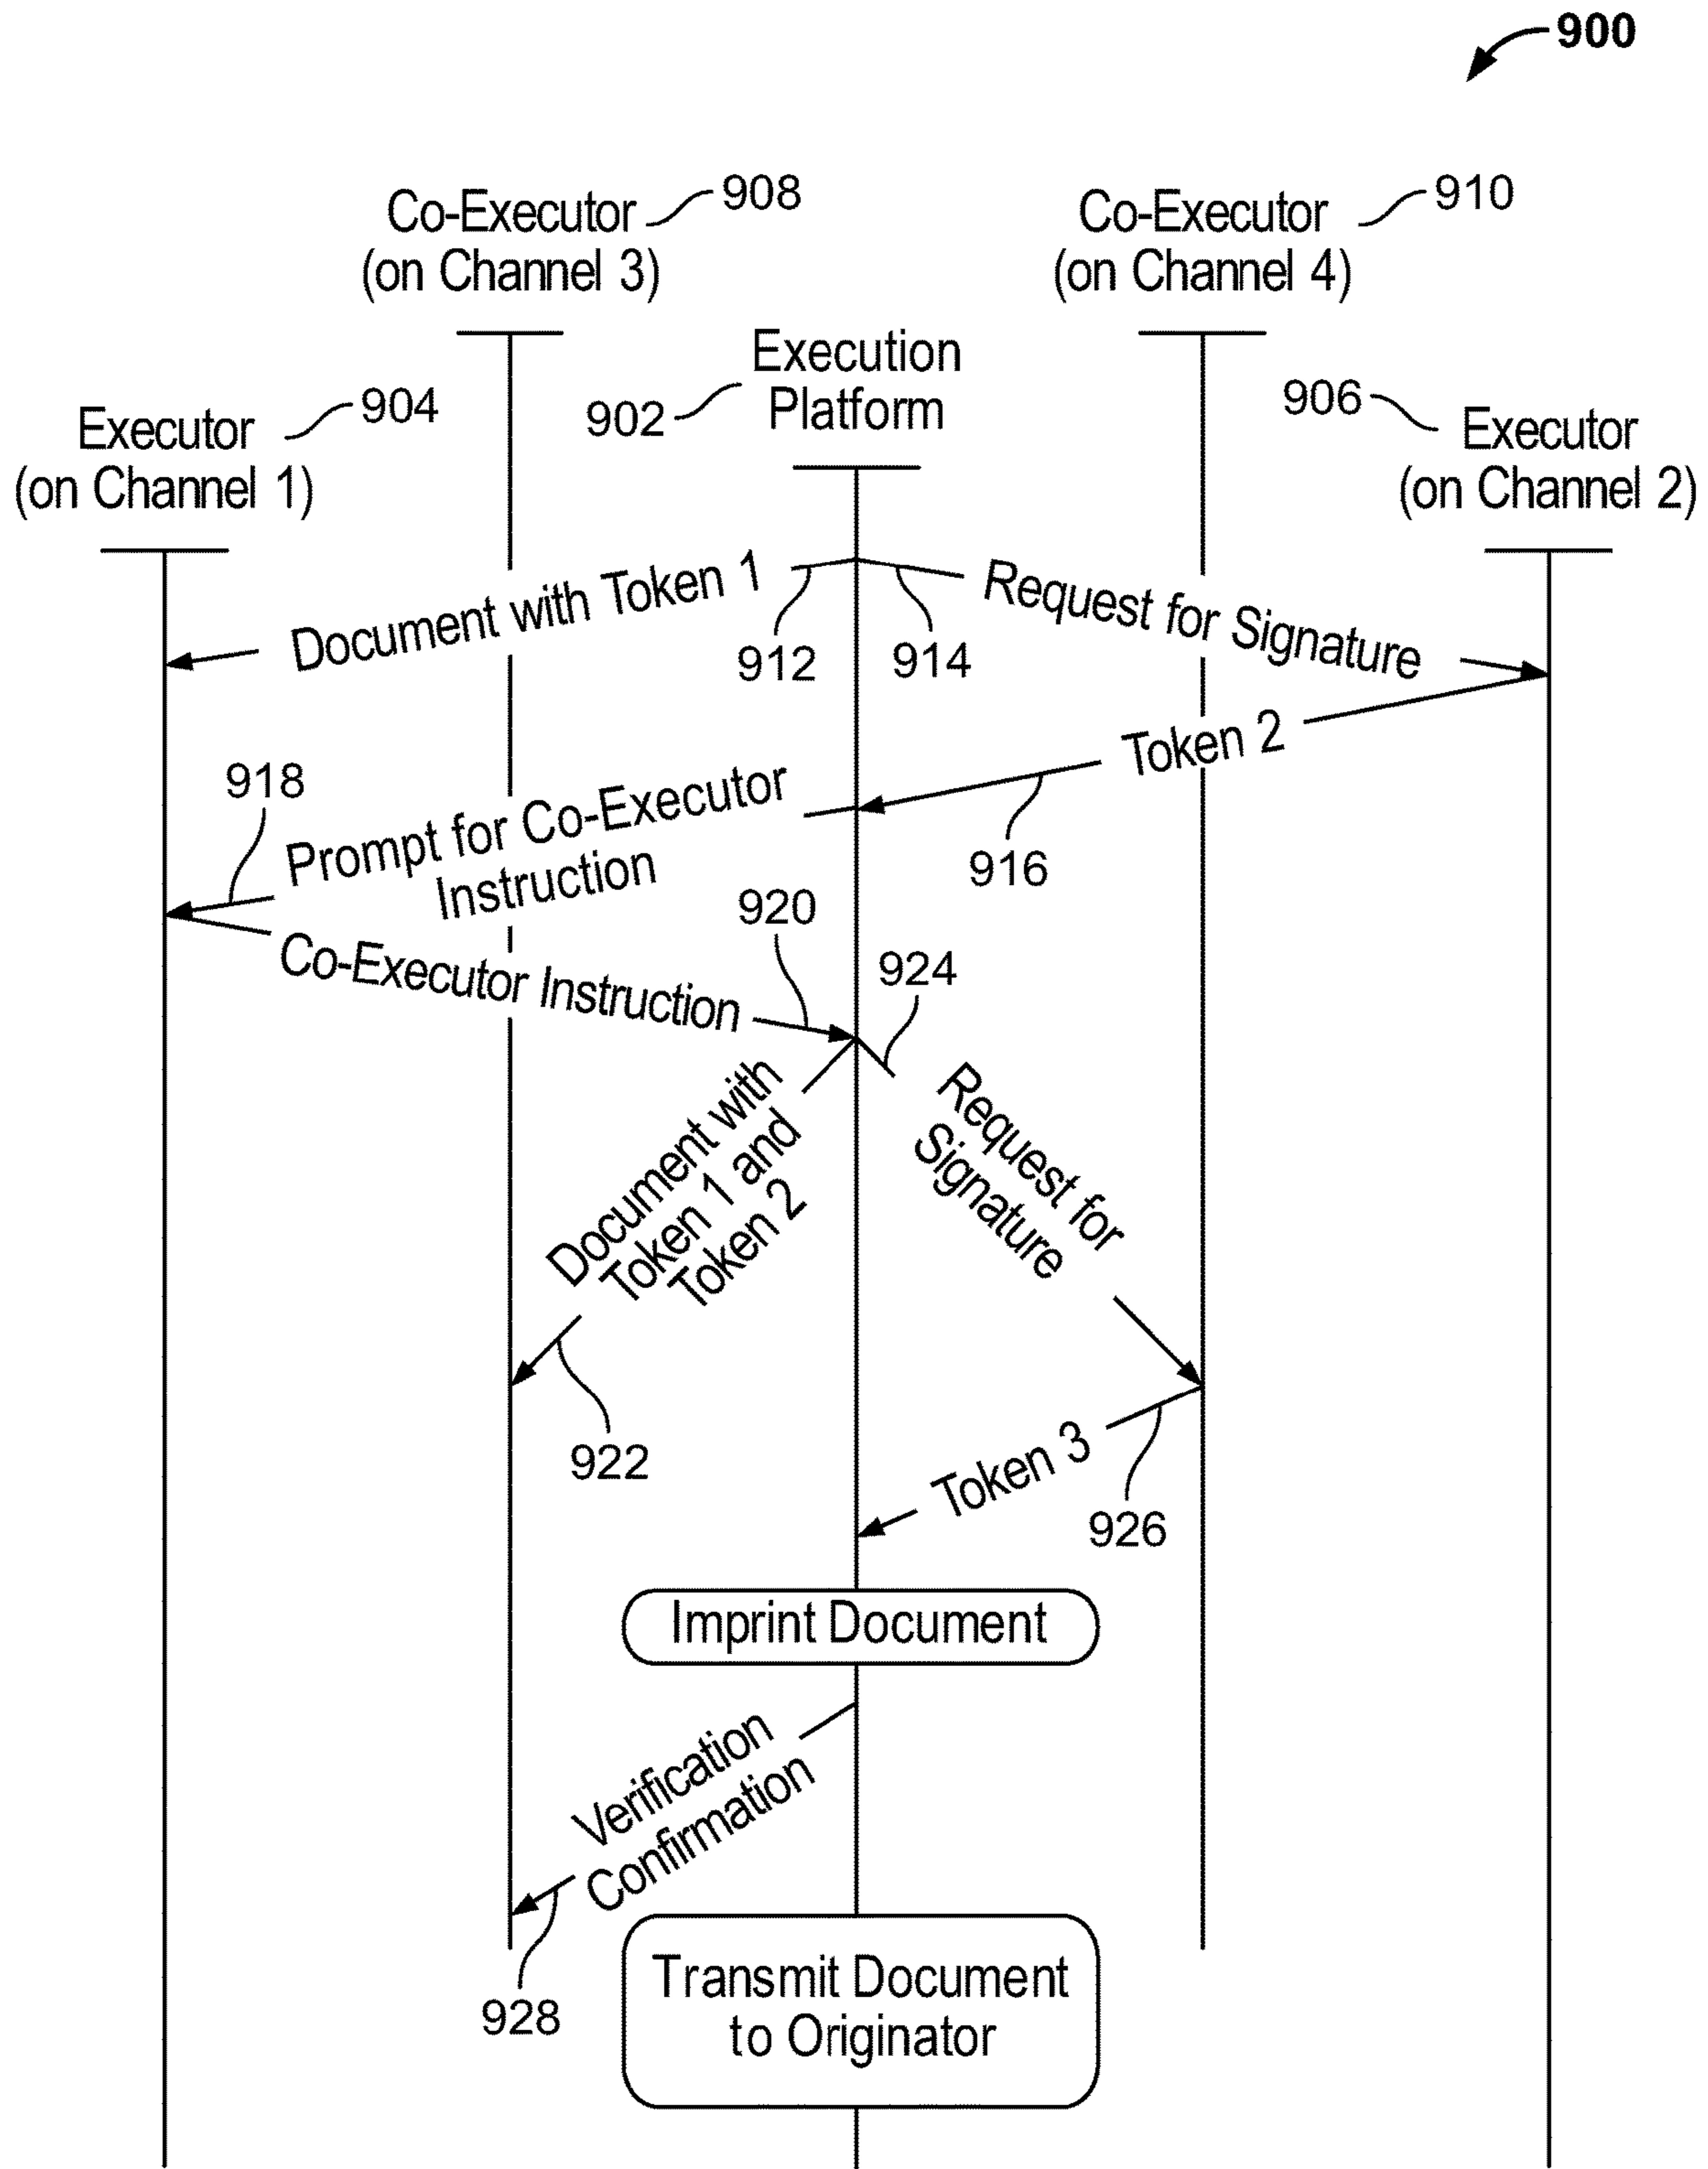 900
Co-Executor
(on Channel 3)
908
Co-Executor
(on Channel 4)
910
Execution
Platform
902
Executor
(on Channel 1)
904
906
Executor
(on Channel 2)
Document with Token 1
912
914
Request for Signature
Token 2
916
918
Prompt for Co-Executor
Instruction
920
Co-Executor Instruction
924
Document with
Token 1 and
Token 2
Request for
Signature
922
Token 3
926
Imprint Document
Verification
Confirmation
928
Transmit Document
to Originator